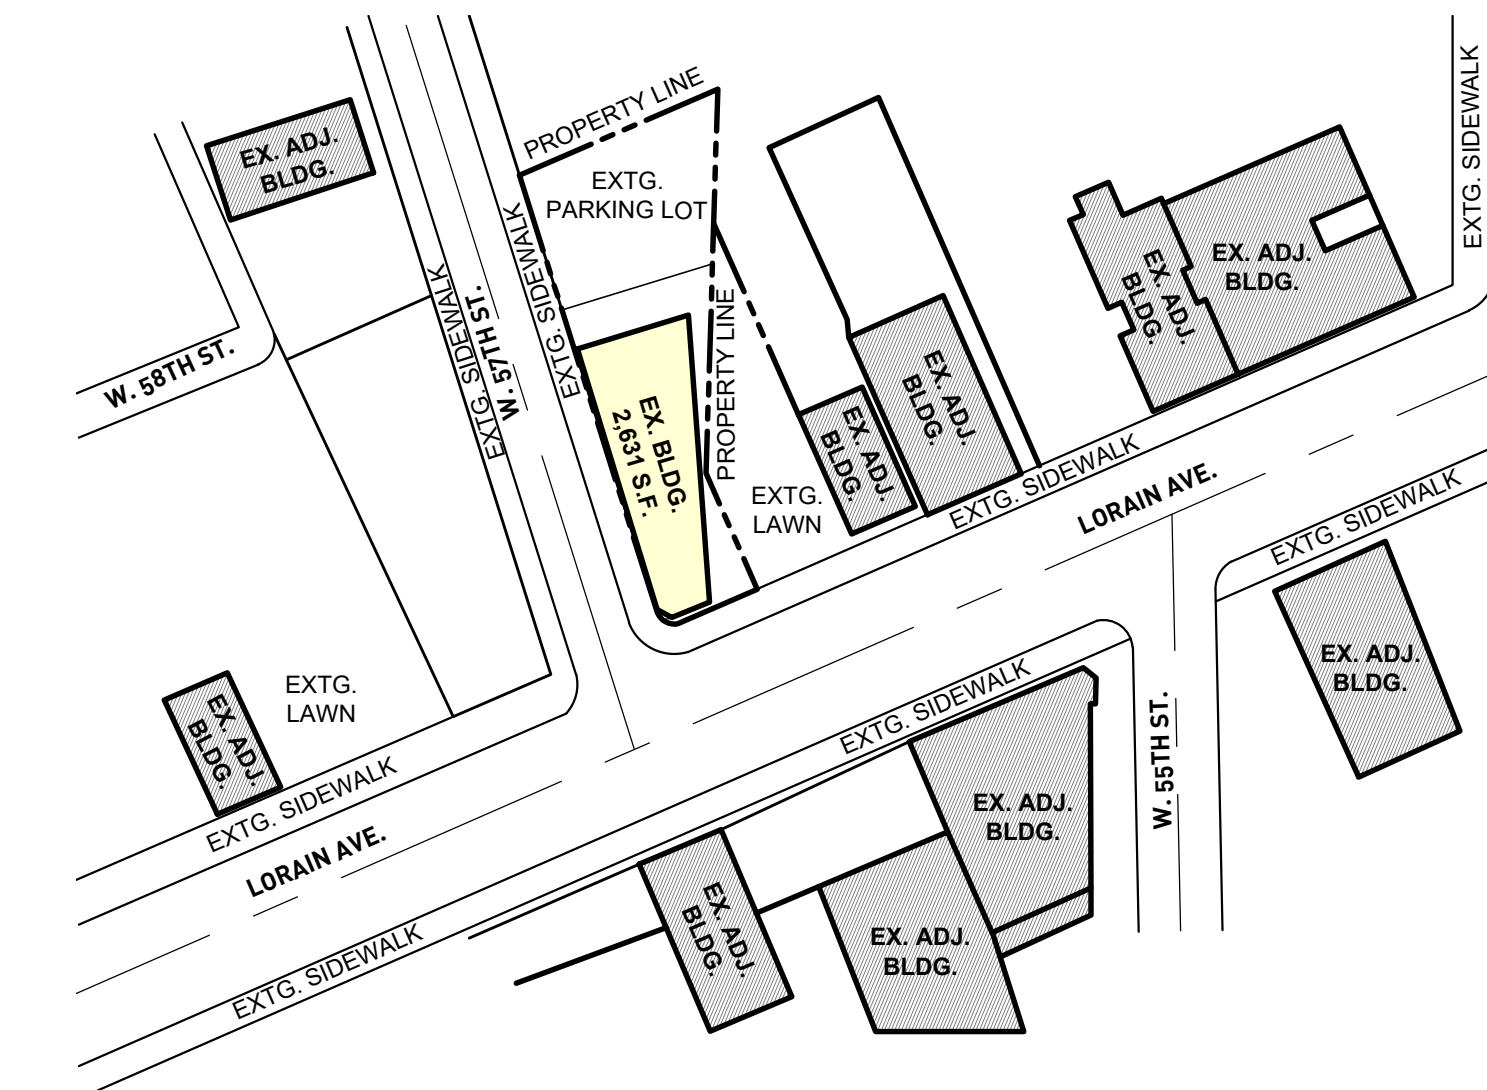 PROPERTY LINE
EXTG. SIDEWALK
EX. ADJ.
BLDG.
EXTG.
PARKING LOT
EXTG. SIDEWALK
EX. ADJ.
BLDG.
EX. ADJ.
BLDG.
EXTG. SIDEWALK
W. 57TH ST.
EXTG. SIDEWALK
PROPERTY LINE
W. 58TH ST.
EX. BLDG.
2,631 S.F.
EX. ADJ.
BLDG.
EX. ADJ.
BLDG.
EXTG.
LAWN
EXTG. SIDEWALK
LORAIN AVE.
EXTG. SIDEWALK
EX. ADJ.
BLDG.
EXTG.
LAWN
EX. ADJ.
BLDG.
EXTG. SIDEWALK
W. 55TH ST.
EXTG. SIDEWALK
EX. ADJ.
BLDG.
LORAIN AVE.
EX. ADJ.
BLDG.
EX. ADJ.
BLDG.
EXTG. SIDEWALK